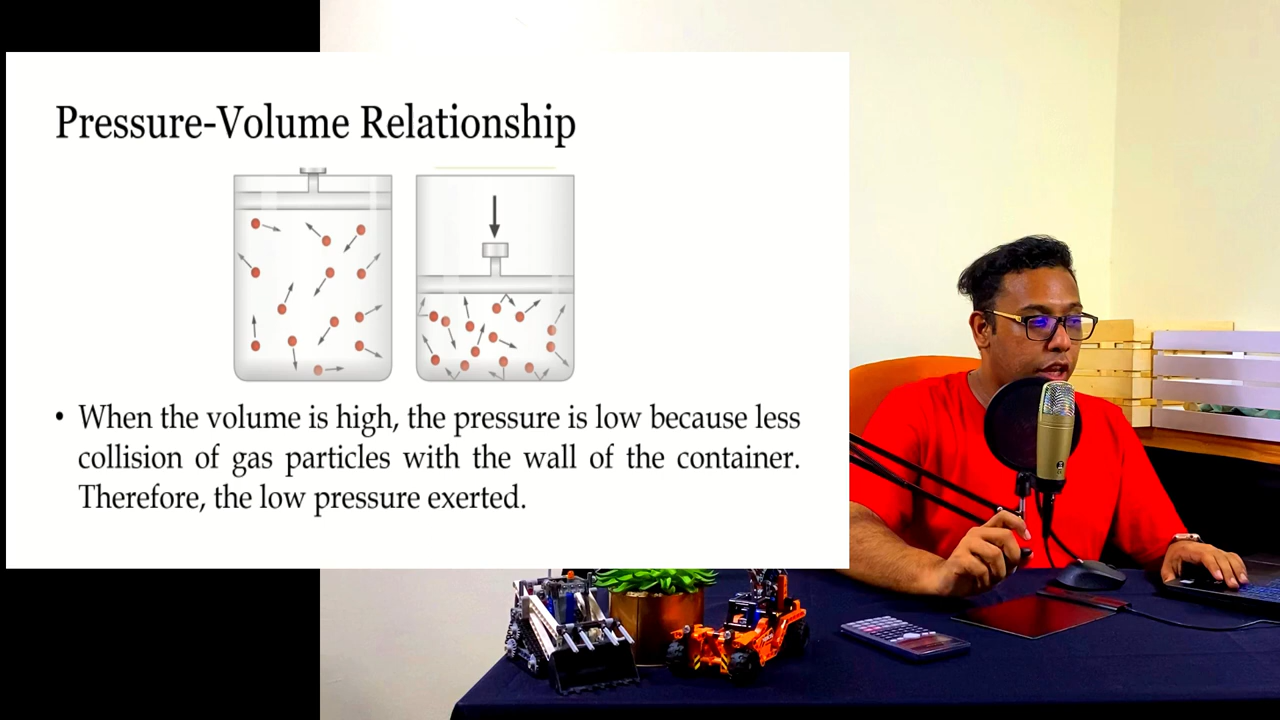 Pressure-Volume Relationship
• When the volume is high, the pressure is low because less
collision of gas particles with the wall of the container.
Therefore, the low pressure exerted.